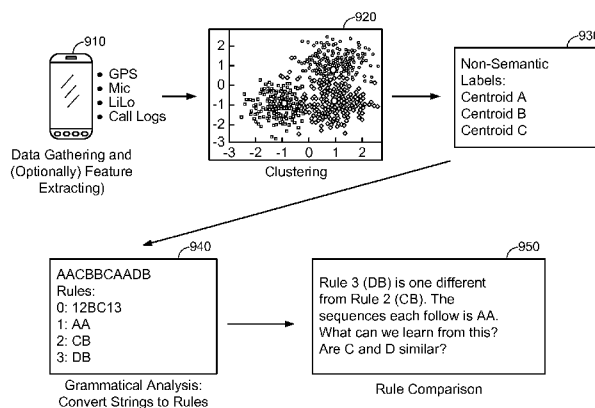 910
GPS
Mic
LiLo
Call Logs
Data Gathering and
(Optionally) Feature
Extracting)
920
2
1
0
-1
-2
-3
-3 -2 -1 0 1 2
Clustering
930
Non-Semantic
Labels:
Centroid A
Centroid B
Centroid C
940
AACBBCAADB
Rules:
0: 12BC13
1: AA
2: CB
3: DB
Grammatical Analysis:
Convert Strings to Rules
950
Rule 3 (DB) is one different
from Rule 2 (CB). The
sequences each follow is AA.
What can we learn from this?
Are C and D similar?
Rule Comparison